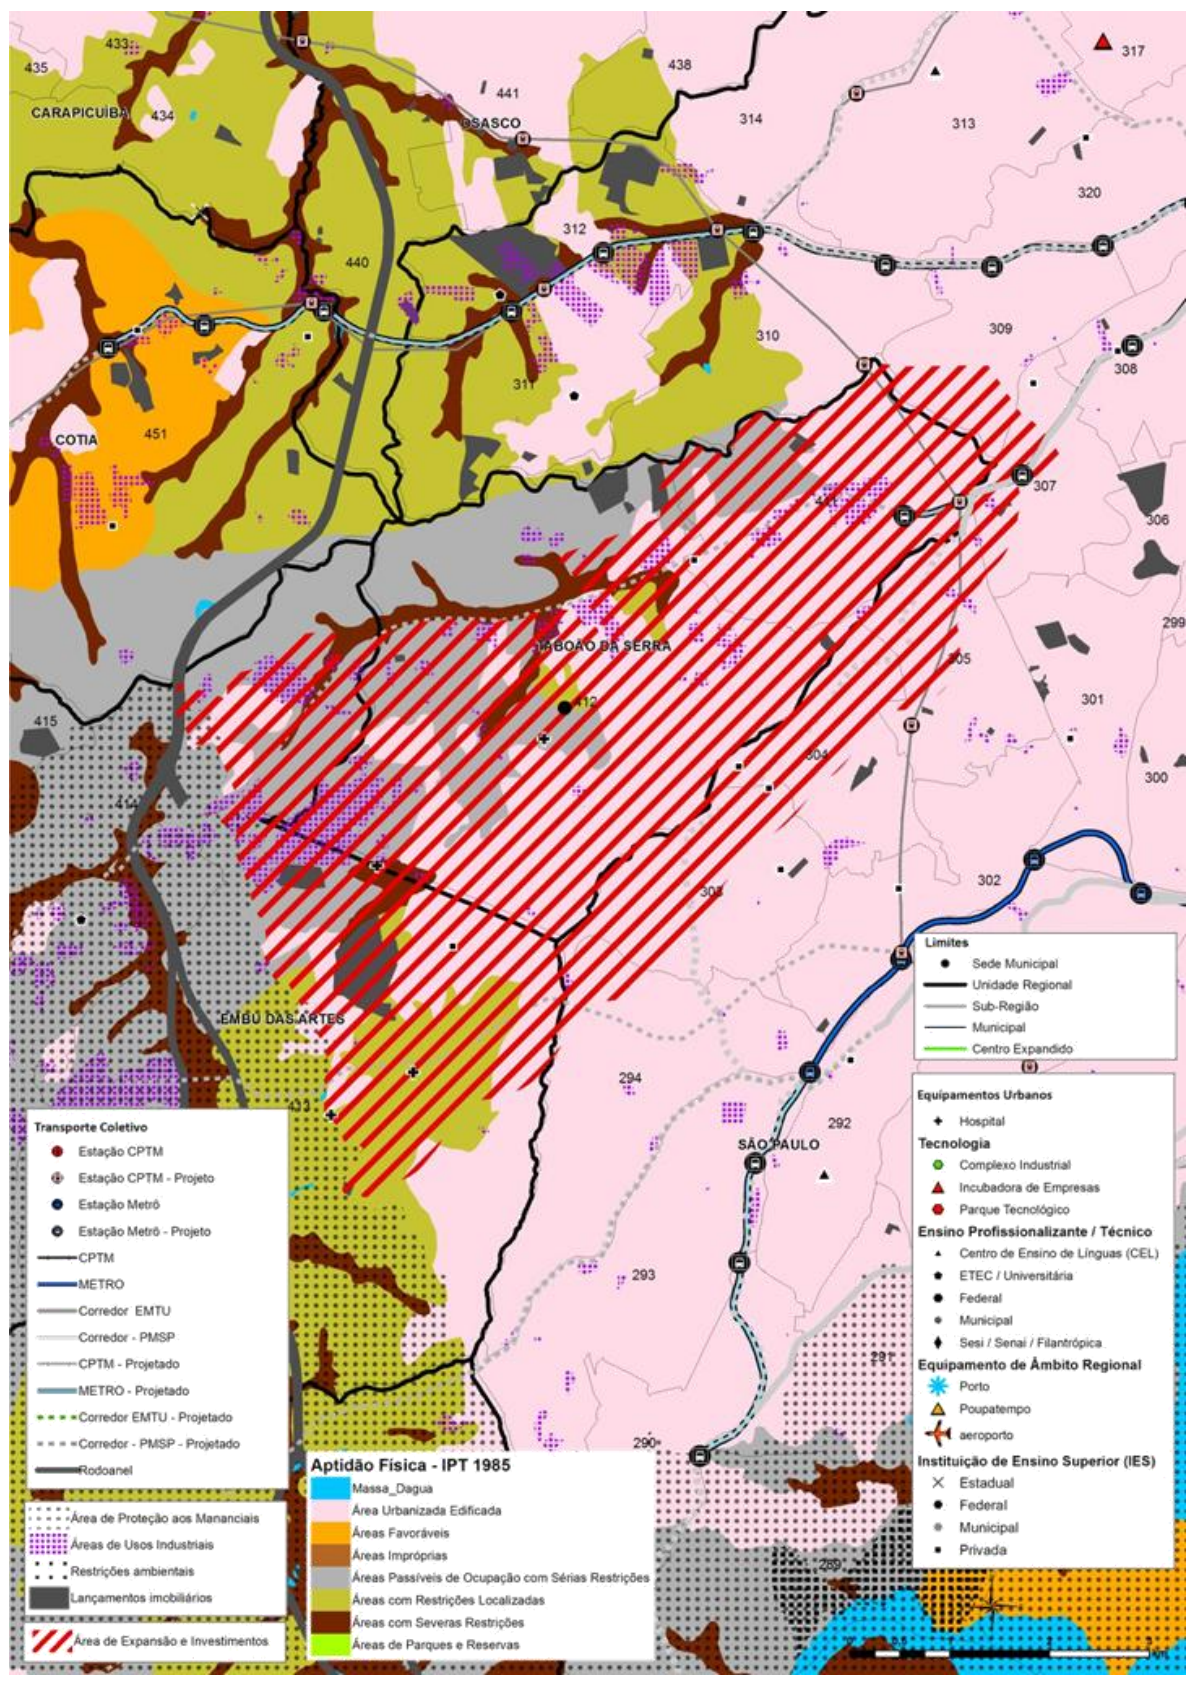 433
435
438
317
441
CARAPICUÍBA
434
OSASCO
314
313
320
312
440
310
309
308
311
COTIA
451
411
307
306
299
TABOÃO DA SERRA
305
412
301
415
304
300
414
303
302
EMBU DAS ARTES
294
433
292
SÃO PAULO
293
291
290
289
Limites
Sede Municipal
Unidade Regional
Sub-Região
Municipal
Centro Expandido
Equipamentos Urbanos
Hospital
Tecnologia
Complexo Industrial
Incubadora de Empresas
Parque Tecnológico
Ensino Profissionalizante / Técnico
Centro de Ensino de Línguas (CEL)
ETEC / Universitária
Federal
Municipal
Sesi / Senai / Filantrópica
Equipamento de Âmbito Regional
Porto
Poupatempo
aeroporto
Instituição de Ensino Superior (IES)
Estadual
Federal
Municipal
Privada
Transporte Coletivo
Estação CPTM
Estação CPTM - Projeto
Estação Metrô
Estação Metrô - Projeto
CPTM
METRO
Corredor EMTU
Corredor - PMSP
CPTM - Projetado
METRO - Projetado
Corredor EMTU - Projetado
Corredor - PMSP - Projetado
Rodoanel
Área de Proteção aos Mananciais
Áreas de Usos Industriais
Restrições ambientais
Lançamentos imobiliários
Área de Expansão e Investimentos
Aptidão Física - IPT 1985
Massa_Dagua
Área Urbanizada Edificada
Áreas Favoráveis
Áreas Impróprias
Áreas Passíveis de Ocupação com Sérias Restrições
Áreas com Restrições Localizadas
Áreas com Severas Restrições
Áreas de Parques e Reservas